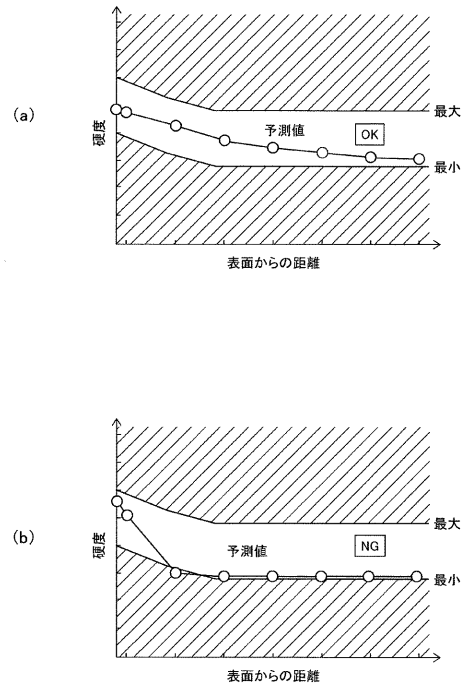 (a)
硬度
最大
予測値
OK
最小
表面からの距離
(b)
硬度
最大
予測値
NG
最小
表面からの距離